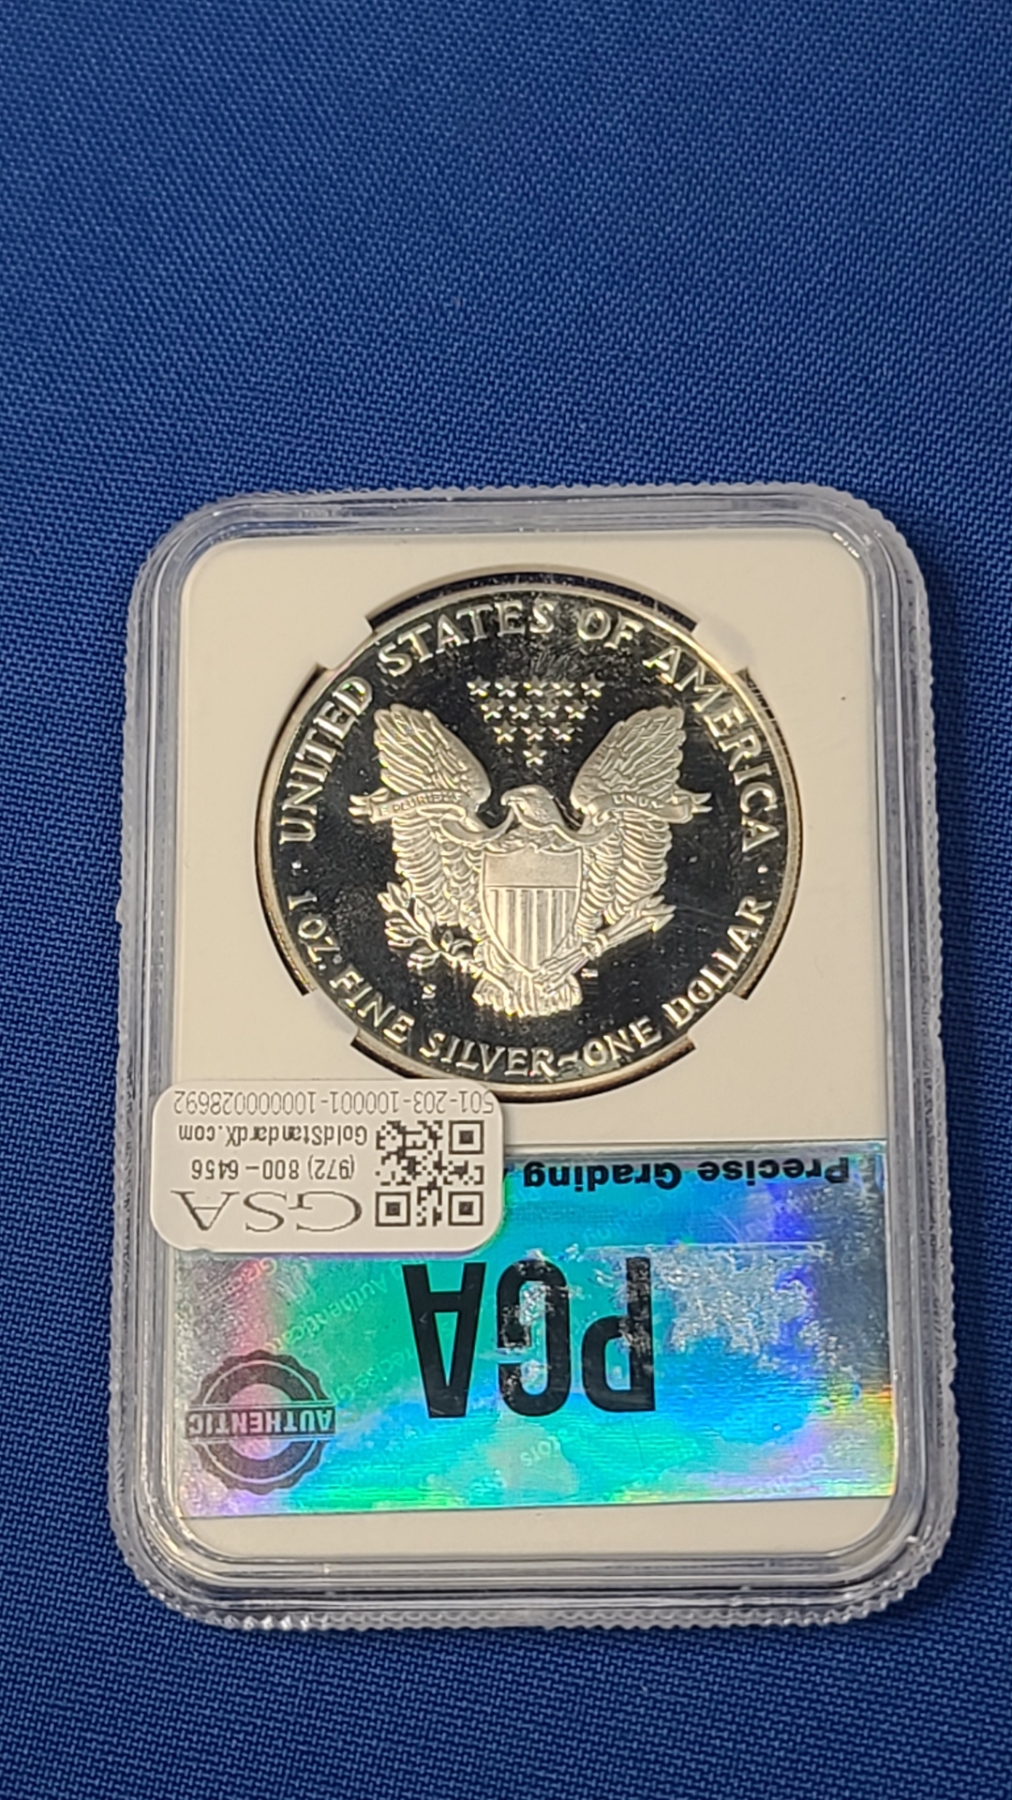 UNITED STATES OF AMERICA
E PLURIBUS UNUM
1 OZ. FINE SILVER~ONE DOLLAR
501-203-100001-100000028692
GoldStandardX.com
(972) 800-6456
GSA
Precise Grading
PGA
AUTHENTIC